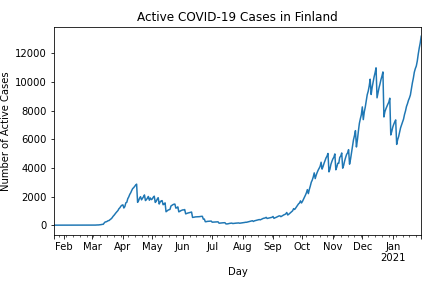 Active COVID-19 Cases in Finland
Number of Active Cases
12000
10000
8000
6000
4000
2000
0
Feb Mar Apr May Jun Jul Aug Sep Oct Nov Dec Jan
2021
Day